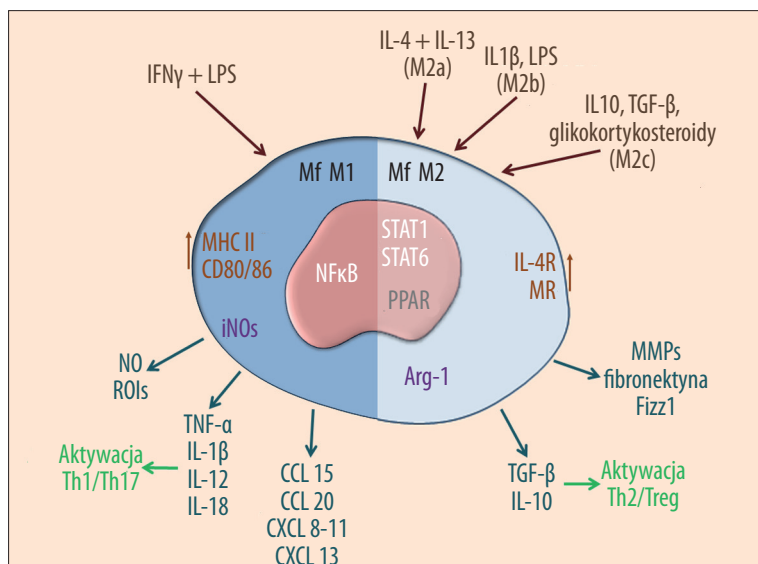 IFNγ + LPS
IL-4 + IL-13
(M2a)
IL1β, LPS
(M2b)
IL10, TGF-β,
glikokortykosteroidy
(M2c)
Mf M1
Mf M2
MHC II
CD80/86
NFκB
STAT1
STAT6
PPAR
IL-4R
MR
iNOs
Arg-1
NO
ROIs
TNF-α
IL-1β
IL-12
IL-18
Aktywacja
Th1/Th17
CCL 15
CCL 20
CXCL 8-11
CXCL 13
TGF-β
IL-10
Aktywacja
Th2/Treg
MMPs
fibronektyna
Fizz1